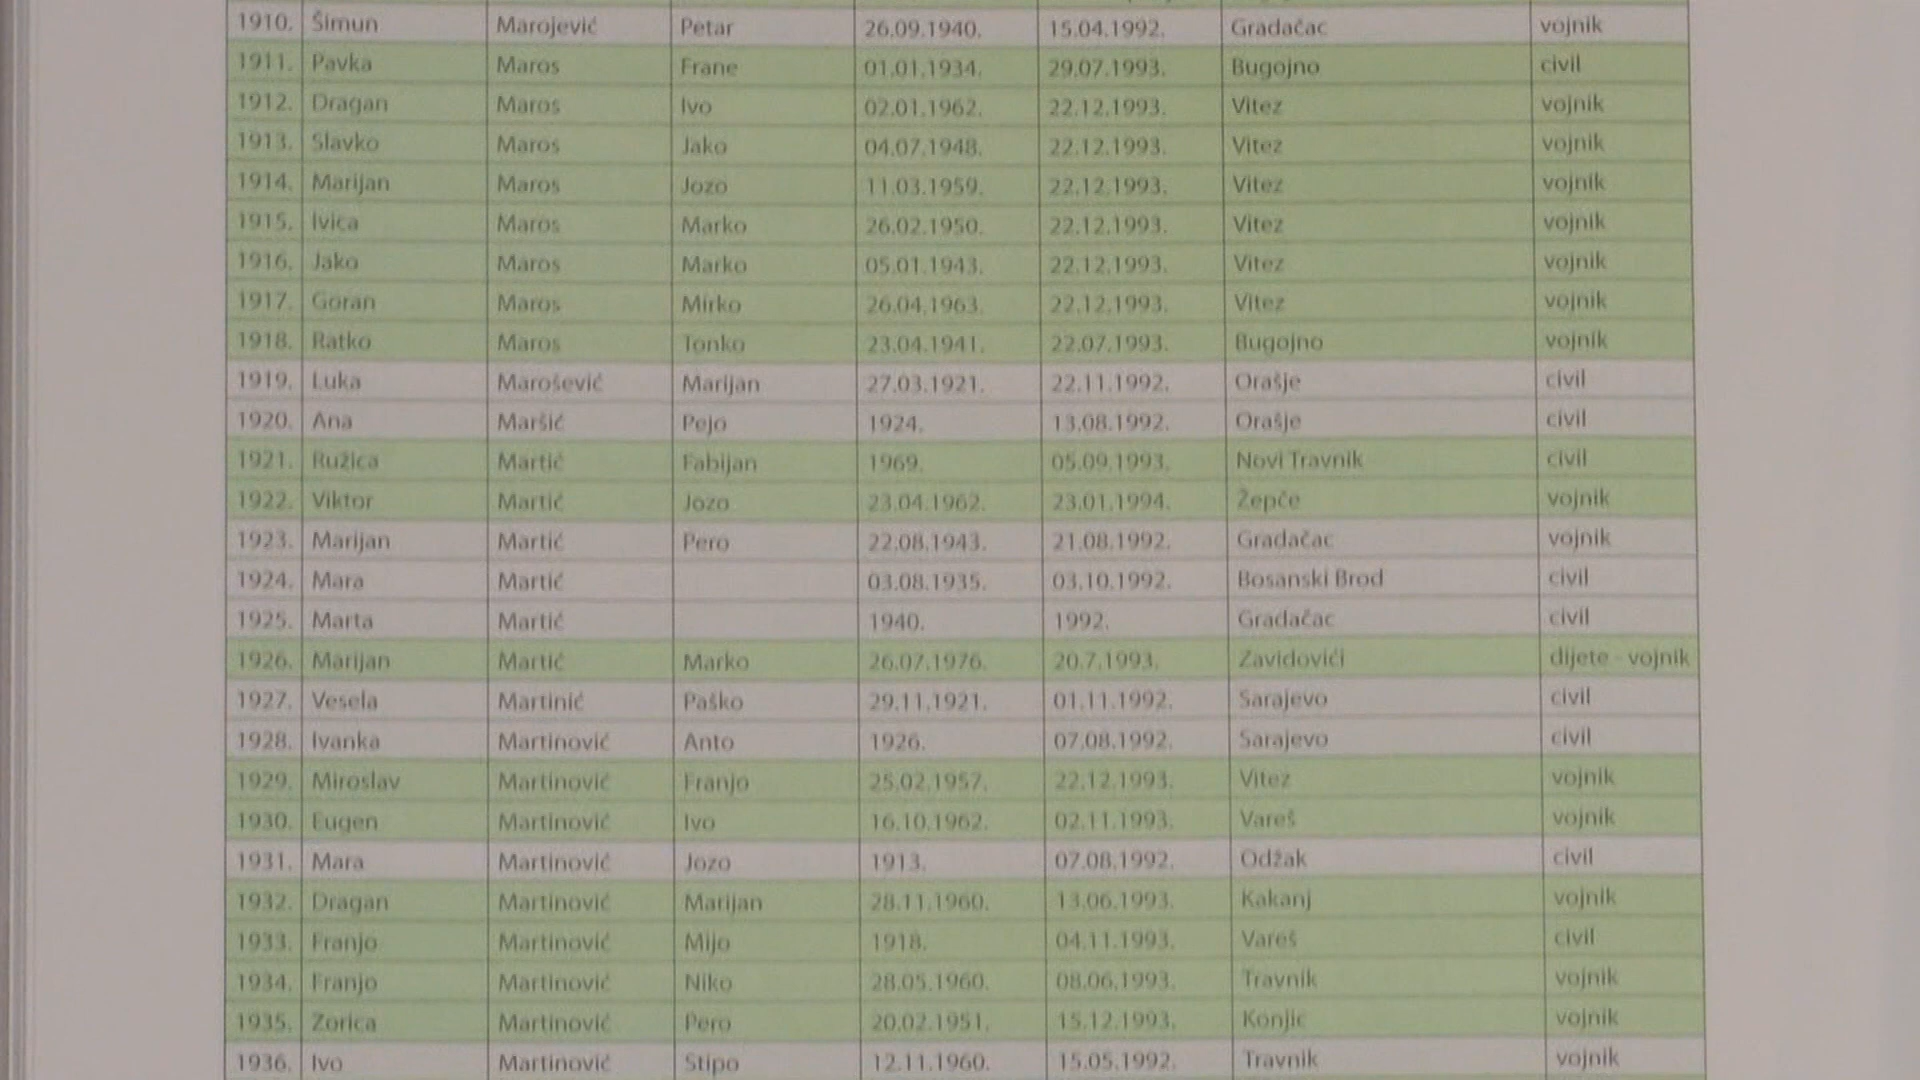 1910. Šimun Marojević Petar 26.09.1940. 15.04.1992. Gradačac vojnik
1911. Pavka Maros Frane 01.01.1934. 29.07.1993. Bugojno civil
1912. Dragan Maros Ivo 02.01.1962. 22.12.1993. Vitez vojnik
1913. Slavko Maros Jako 04.07.1948. 22.12.1993. Vitez vojnik
1914. Marijan Maros Jozo 11.03.1959. 22.12.1993. Vitez vojnik
1915. Ivica Maros Marko 26.02.1950. 22.12.1993. Vitez vojnik
1916. Jako Maros Marko 05.01.1943. 22.12.1993. Vitez vojnik
1917. Goran Maros Mirko 26.04.1963. 22.12.1993. Vitez vojnik
1918. Ratko Maros Tonko 23.04.1941. 22.07.1993. Bugojno vojnik
1919. Luka Marošević Marijan 27.03.1921. 22.11.1992. Orašje civil
1920. Ana Maršić Pejo 1924. 13.08.1992. Orašje civil
1921. Ružica Martić Fabijan 1969. 05.09.1993. Novi Travnik civil
1922. Viktor Martić Jozo 23.04.1962. 23.01.1994. Žepče vojnik
1923. Marijan Martić Pero 22.08.1943. 21.08.1992. Gradačac vojnik
1924. Mara Martić 03.08.1935. 03.10.1992. Bosanski Brod civil
1925. Marta Martić 1940. 1992. Gradačac civil
1926. Marijan Martić Marko 26.07.1976. 20.7.1993. Zavidovići dijete - vojnik
1927. Vesela Martinić Paško 29.11.1921. 01.11.1992. Sarajevo civil
1928. Ivanka Martinović Anto 1926. 07.08.1992. Sarajevo civil
1929. Miroslav Martinović Franjo 25.02.1957. 22.12.1993. Vitez vojnik
1930. Eugen Martinović Ivo 16.10.1962. 02.11.1993. Vareš vojnik
1931. Mara Martinović Jozo 1913. 07.08.1992. Odžak civil
1932. Dragan Martinović Marijan 28.11.1960. 13.06.1993. Kakanj vojnik
1933. Franjo Martinović Mijo 1918. 04.11.1993. Vareš civil
1934. Franjo Martinović Niko 28.05.1960. 08.06.1993. Travnik vojnik
1935. Zorica Martinović Pero 20.02.1951. 15.12.1993. Konjic vojnik
1936. Ivo Martinović Stipo 12.11.1960. 15.05.1992. Travnik vojnik